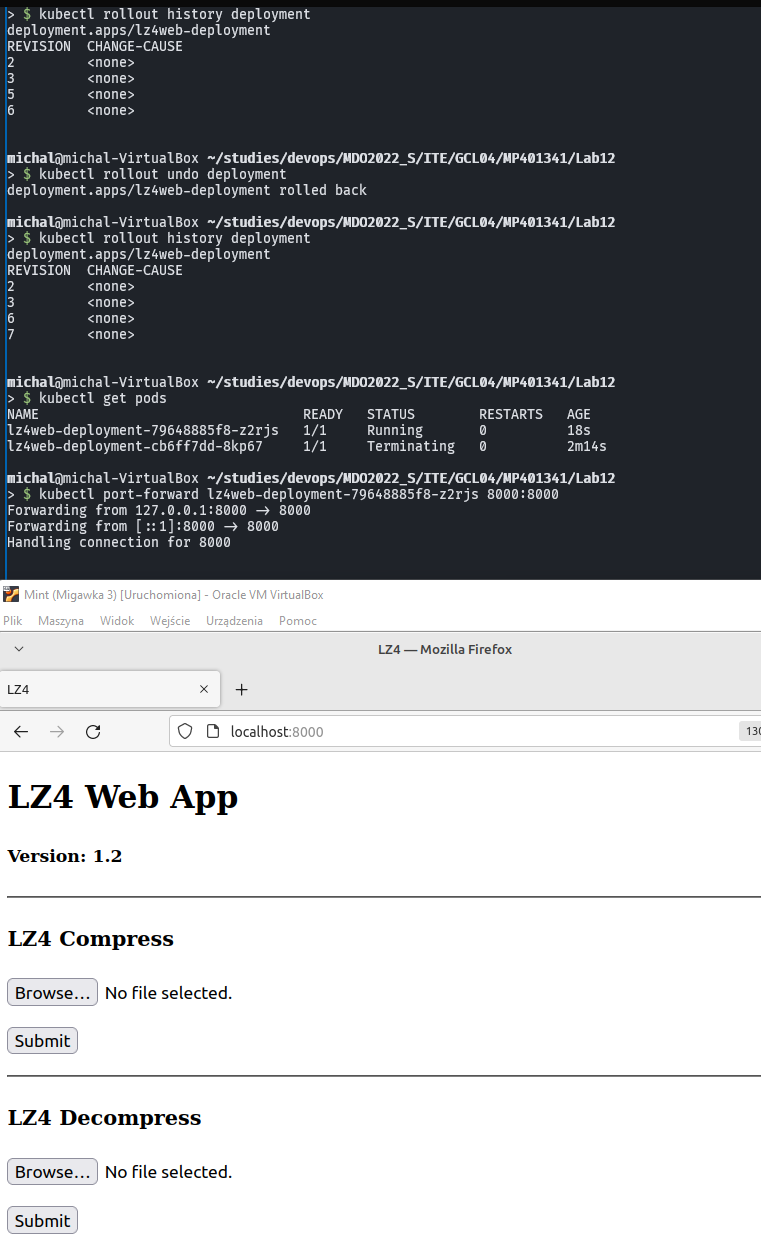 > $ kubectl rollout history deployment
deployment.apps/lz4web-deployment
REVISION  CHANGE-CAUSE
2         <none>
3         <none>
5         <none>
6         <none>
michal@michal-VirtualBox ~/studies/devops/MDO2022_S/ITE/GCL04/MP401341/Lab12
> $ kubectl rollout undo deployment
deployment.apps/lz4web-deployment rolled back
michal@michal-VirtualBox ~/studies/devops/MDO2022_S/ITE/GCL04/MP401341/Lab12
> $ kubectl rollout history deployment
deployment.apps/lz4web-deployment
REVISION  CHANGE-CAUSE
2         <none>
3         <none>
6         <none>
7         <none>
michal@michal-VirtualBox ~/studies/devops/MDO2022_S/ITE/GCL04/MP401341/Lab12
> $ kubectl get pods
NAME                                 READY   STATUS        RESTARTS   AGE
lz4web-deployment-79648885f8-z2rjs   1/1     Running       0          18s
lz4web-deployment-cb6ff7dd-8kp67     1/1     Terminating   0          2m14s
michal@michal-VirtualBox ~/studies/devops/MDO2022_S/ITE/GCL04/MP401341/Lab12
> $ kubectl port-forward lz4web-deployment-79648885f8-z2rjs 8000:8000
Forwarding from 127.0.0.1:8000 -> 8000
Forwarding from [::1]:8000 -> 8000
Handling connection for 8000
Mint (Migawka 3) [Uruchomiona] - Oracle VM VirtualBox
Plik Maszyna Widok Wejście Urządzenia Pomoc
LZ4 — Mozilla Firefox
LZ4
localhost:8000
LZ4 Web App
Version: 1.2
LZ4 Compress
Browse... No file selected.
Submit
LZ4 Decompress
Browse... No file selected.
Submit